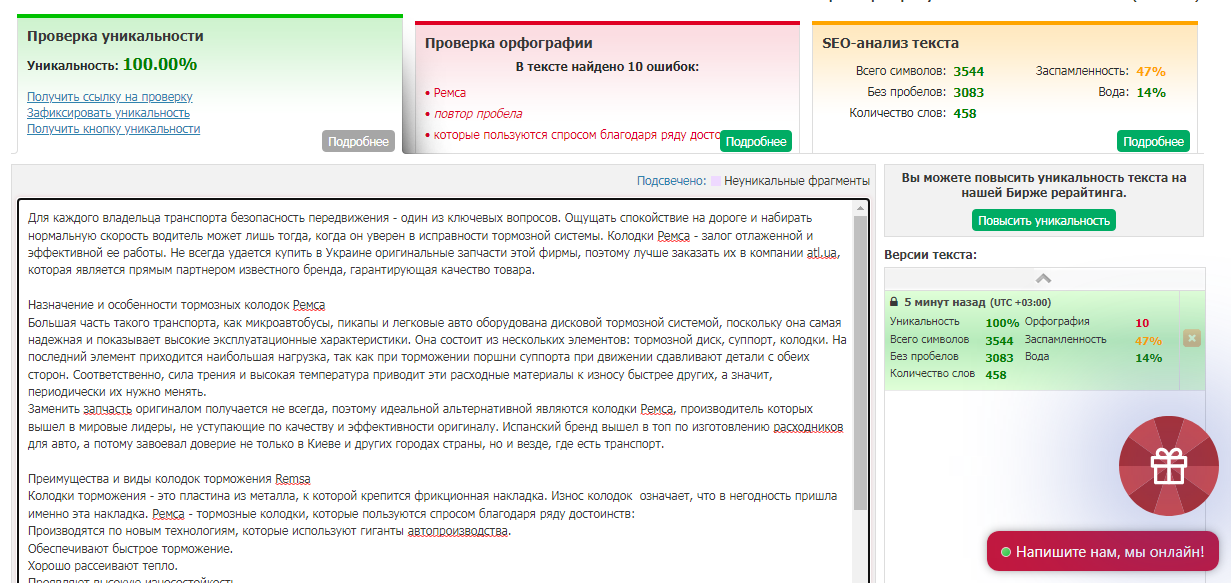 Проверка уникальности
Уникальность: 100.00%
Получить ссылку на проверку
Зафиксировать уникальность
Получить кнопку уникальности
Подробнее
Проверка орфографии
В тексте найдено 10 ошибок:
• Ремса
• повтор пробела
• которые пользуются спросом благодаря ряду досто
Подробнее
SEO-анализ текста
Всего символов: 3544
Заспамленность: 47%
Без пробелов: 3083
Вода: 14%
Количество слов: 458
Подробнее
Подсвечено: Неуникальные фрагменты
Для каждого владельца транспорта безопасность передвижения - один из ключевых вопросов. Ощущать спокойствие на дороге и набирать
нормальную скорость водитель может лишь тогда, когда он уверен в исправности тормозной системы. Колодки Ремса - залог отлаженной и
эффективной ее работы. Не всегда удается купить в Украине оригинальные запчасти этой фирмы, поэтому лучше заказать их в компании atl.ua,
которая является прямым партнером известного бренда, гарантирующая качество товара.
Назначение и особенности тормозных колодок Ремса
Большая часть такого транспорта, как микроавтобусы, пикапы и легковые авто оборудована дисковой тормозной системой, поскольку она самая
надежная и показывает высокие эксплуатационные характеристики. Она состоит из нескольких элементов: тормозной диск, суппорт, колодки. На
последний элемент приходится наибольшая нагрузка, так как при торможении поршни суппорта при движении сдавливают детали с обеих
сторон. Соответственно, сила трения и высокая температура приводит эти расходные материалы к износу быстрее других, а значит,
периодически их нужно менять.
Заменить запчасть оригиналом получается не всегда, поэтому идеальной альтернативной являются колодки Ремса, производитель которых
вышел в мировые лидеры, не уступающие по качеству и эффективности оригиналу. Испанский бренд вышел в топ по изготовлению расходников
для авто, а потому завоевал доверие не только в Киеве и других городах страны, но и везде, где есть транспорт.
Преимущества и виды колодок торможения Remsa
Колодки торможения - это пластина из металла, к которой крепится фрикционная накладка. Износ колодок  означает, что в негодность пришла
именно эта накладка. Ремса - тормозные колодки, которые пользуются спросом благодаря ряду достоинств:
Производятся по новым технологиям, которые используют гиганты автопроизводства.
Обеспечивают быстрое торможение.
Хорошо рассеивают тепло.
Проявляют высокую износостойкость
Вы можете повысить уникальность текста на
нашей Бирже рерайтинга.
Повысить уникальность
Версии текста:
5 минут назад (UTC +03:00)
Уникальность 100% Орфография 10
Всего символов 3544 Заспамленность 47%
Без пробелов 3083 Вода 14%
Количество слов 458
Напишите нам, мы онлайн!